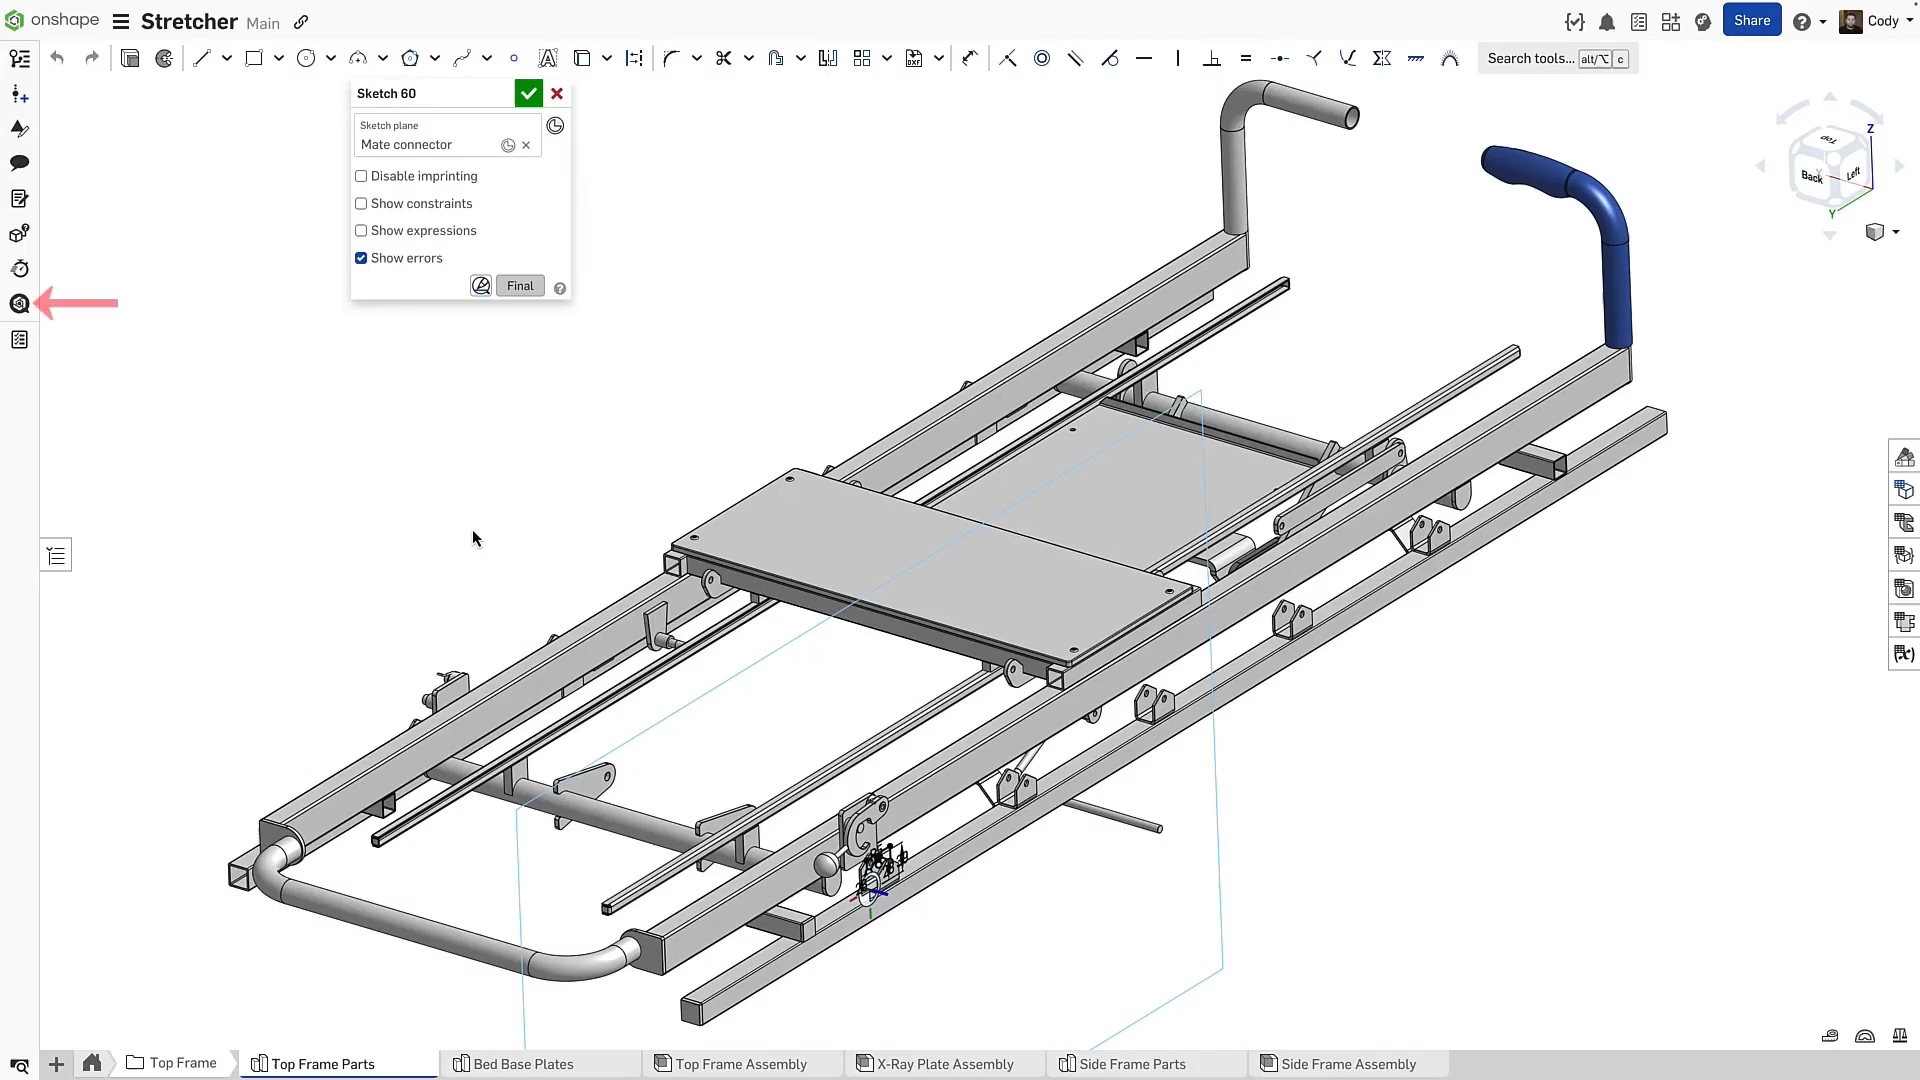 onshape
Stretcher Main
Share
Cody
Search tools... alt/⌥ c
Sketch 60
Sketch plane
Mate connector
Disable imprinting
Show constraints
Show expressions
Show errors
Final
Top
Back
Left
Z
X
Y
(x)
Top Frame
Top Frame Parts
Bed Base Plates
Top Frame Assembly
X-Ray Plate Assembly
Side Frame Parts
Side Frame Assembly